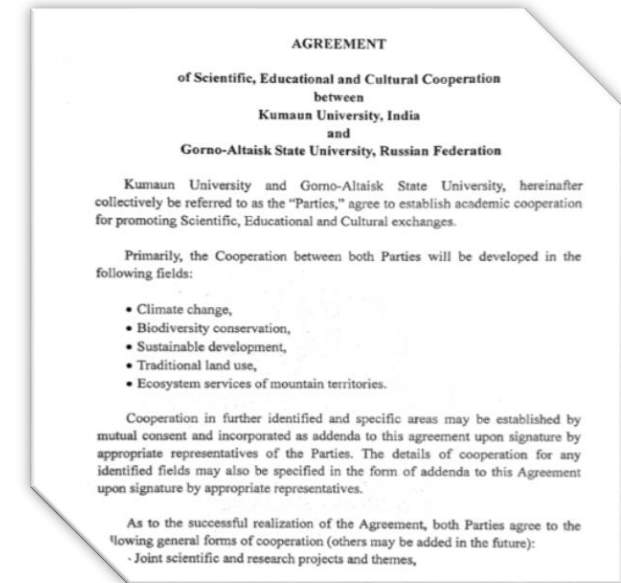 AGREEMENT
of Scientific, Educational and Cultural Cooperation
between
Kumaun University, India
and
Gorno-Altaisk State University, Russian Federation
Kumaun University and Gorno-Altaisk State University, hereinafter
collectively be referred to as the “Parties,” agree to establish academic cooperation
for promoting Scientific, Educational and Cultural exchanges.
Primarily, the Cooperation between both Parties will be developed in the
following fields:
• Climate change,
• Biodiversity conservation,
• Sustainable development,
• Traditional land use,
• Ecosystem services of mountain territories.
Cooperation in further identified and specific areas may be established by
mutual consent and incorporated as addenda to this agreement upon signature by
appropriate representatives of the Parties. The details of cooperation for any
identified fields may also be specified in the form of addenda to this Agreement
upon signature by appropriate representatives.
As to the successful realization of the Agreement, both Parties agree to the
llowing general forms of cooperation (others may be added in the future):
- Joint scientific and research projects and themes,